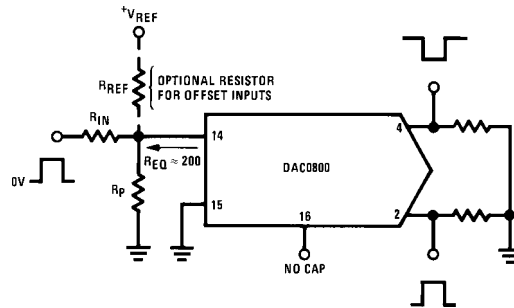 +VREF
RREF
OPTIONAL RESISTOR
FOR OFFSET INPUTS
RIN
14
4
REQ ≈ 200
DAC0800
0V
RP
15
16
2
NO CAP